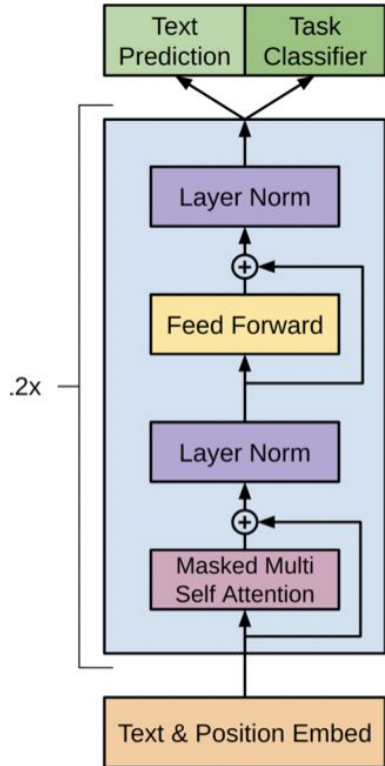 Text
Prediction
Task
Classifier
Layer Norm
+
Feed Forward
.2x
Layer Norm
+
Masked Multi
Self Attention
Text & Position Embed